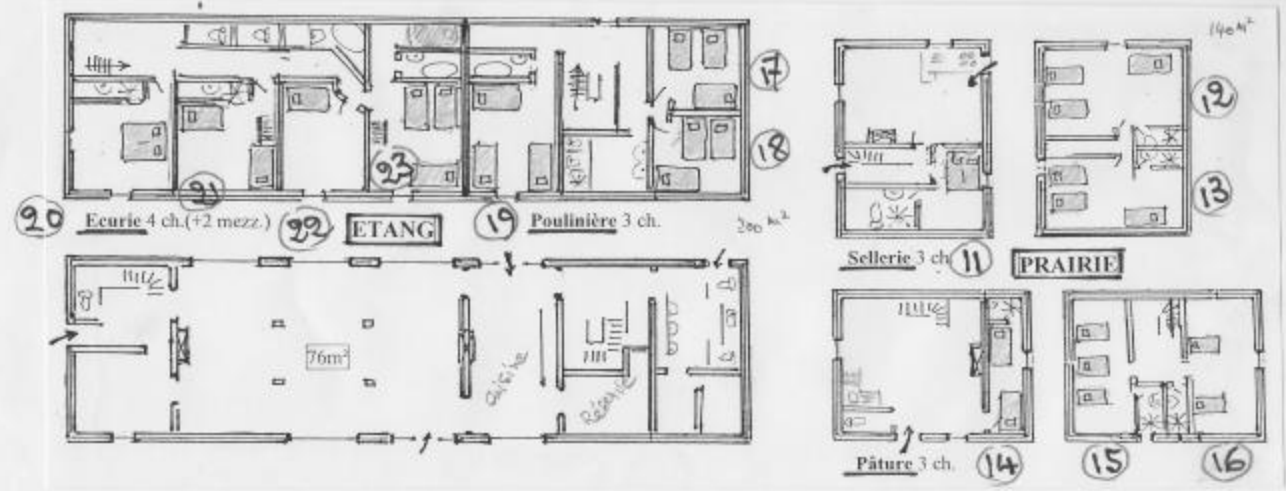 140 M²
17
12
18
23
21
13
20
Ecurie 4 ch.(+2 mezz.)
22
ETANG
19
Poulinière 3 ch.
200 M²
Sellerie 3 ch
11
PRAIRIE
76m²
Cuisine
Réserve
Pâture 3 ch.
14
15
16